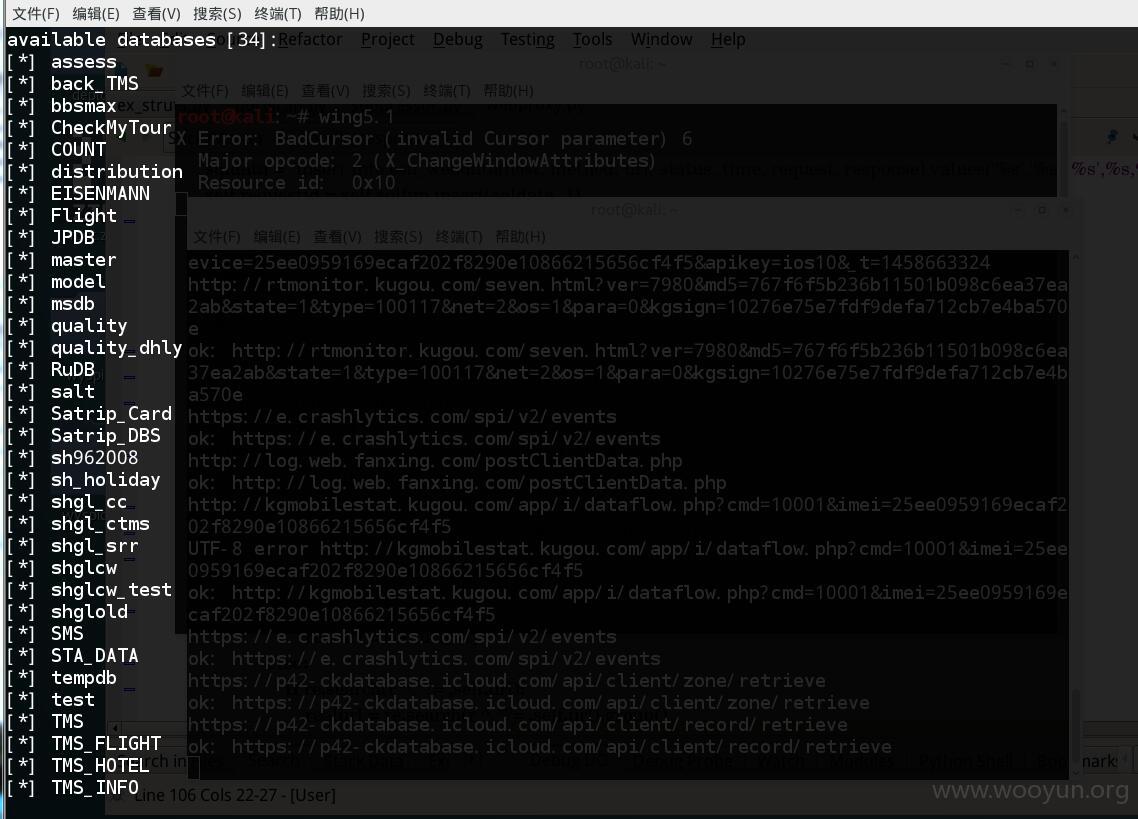 文件(F) 编辑(E) 查看(V) 搜索(S) 终端(T) 帮助(H)
available databases [34]:
[*] assess
[*] back_TMS
[*] bbsmax
[*] CheckMyTour
[*] COUNT
[*] distribution
[*] EISENMANN
[*] Flight
[*] JPDB
[*] master
[*] model
[*] msdb
[*] quality
[*] quality_dhly
[*] RuDB
[*] salt
[*] Satrip_Card
[*] Satrip_DBS
[*] sh962008
[*] sh_holiday
[*] shgl_cc
[*] shgl_ctms
[*] shgl_srr
[*] shglcw
[*] shglcw_test
[*] shglold
[*] SMS
[*] STA_DATA
[*] tempdb
[*] test
[*] TMS
[*] TMS_FLIGHT
[*] TMS_HOTEL
[*] TMS_INFO
Refactor Project Debug Testing Tools Window Help
root@kali: ~
文件(F) 编辑(E) 查看(V) 搜索(S) 终端(T) 帮助(H)
root@kali: ~# wing5.1
X Error: BadCursor (invalid Cursor parameter) 6
Major opcode: 2 (X_ChangeWindowAttributes)
Resource id: 0x10
root@kali: ~
文件(F) 编辑(E) 查看(V) 搜索(S) 终端(T) 帮助(H)
evice=25ee0959169ecaf202f8290e10866215656cf4f5&apikey=ios10&_t=1458663324
http://rtmonitor.kugou.com/seven.html?ver=7980&md5=767f6f5b236b11501b098c6ea37ea
2ab&state=1&type=100117&net=2&os=1&para=0&kgsign=10276e75e7fdf9defa712cb7e4ba570
e
ok: http://rtmonitor.kugou.com/seven.html?ver=7980&md5=767f6f5b236b11501b098c6ea
37ea2ab&state=1&type=100117&net=2&os=1&para=0&kgsign=10276e75e7fdf9defa712cb7e4b
a570e
https://e.crashlytics.com/spi/v2/events
ok: https://e.crashlytics.com/spi/v2/events
http://log.web.fanxing.com/postClientData.php
ok: http://log.web.fanxing.com/postClientData.php
http://kgmobilestat.kugou.com/app/i/dataflow.php?cmd=10001&imei=25ee0959169ecaf2
02f8290e10866215656cf4f5
UTF-8 error http://kgmobilestat.kugou.com/app/i/dataflow.php?cmd=10001&imei=25ee
0959169ecaf202f8290e10866215656cf4f5
ok: http://kgmobilestat.kugou.com/app/i/dataflow.php?cmd=10001&imei=25ee0959169e
caf202f8290e10866215656cf4f5
https://e.crashlytics.com/spi/v2/events
ok: https://e.crashlytics.com/spi/v2/events
https://p42-ckdatabase.icloud.com/api/client/zone/retrieve
ok: https://p42-ckdatabase.icloud.com/api/client/zone/retrieve
https://p42-ckdatabase.icloud.com/api/client/record/retrieve
ok: https://p42-ckdatabase.icloud.com/api/client/record/retrieve
Line 106 Cols 22-27 - [User]
www.wooyun.org